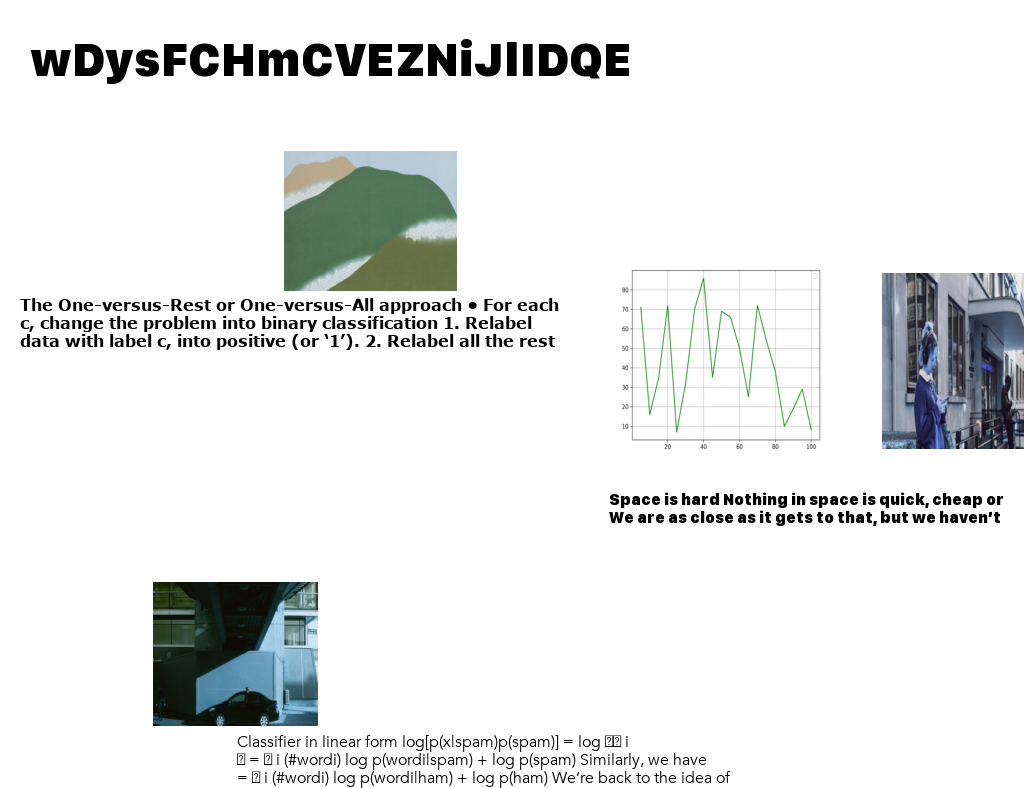 wDysFCHmCVEZNiJlIDQE
The One-versus-Rest or One-versus-All approach • For each
c, change the problem into binary classification 1. Relabel
data with label c, into positive (or ‘1’). 2. Relabel all the rest
80
70
60
50
40
30
20
10
20 40 60 80 100
Space is hard Nothing in space is quick, cheap or
We are as close as it gets to that, but we haven’t
Classifier in linear form log[p(x|spam)p(spam)] = log i
= i (#wordi) log p(wordi|spam) + log p(spam) Similarly, we have
= i (#wordi) log p(wordi|ham) + log p(ham) We’re back to the idea of